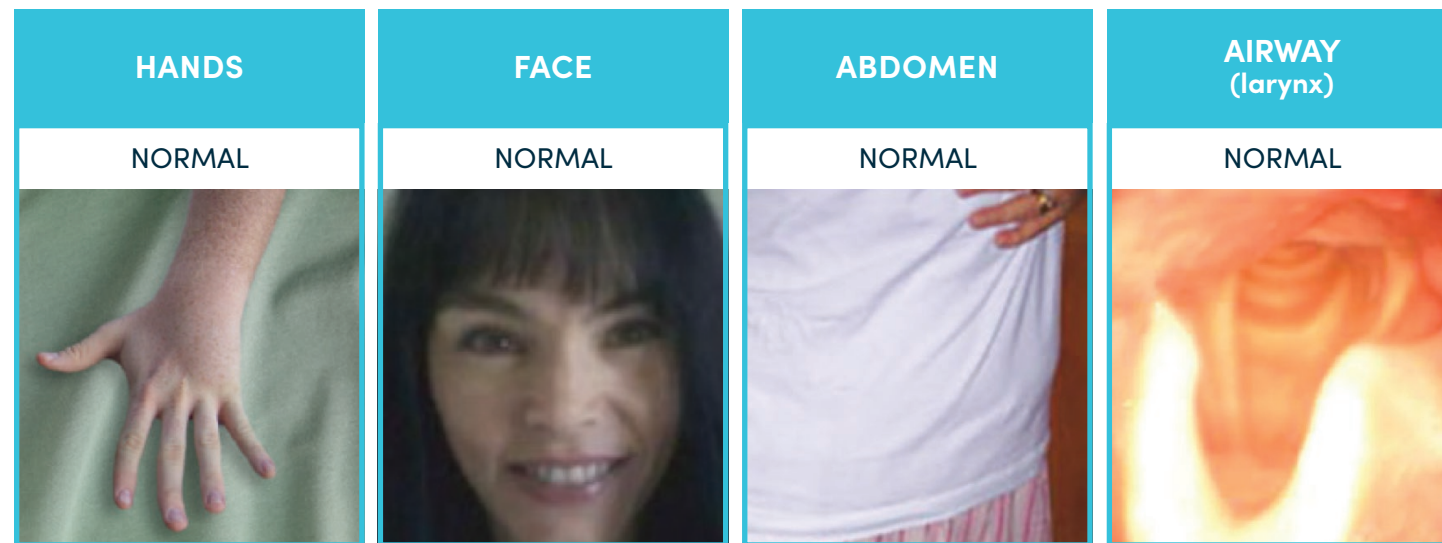 HANDS
FACE
ABDOMEN
AIRWAY
(larynx)
NORMAL
NORMAL
NORMAL
NORMAL